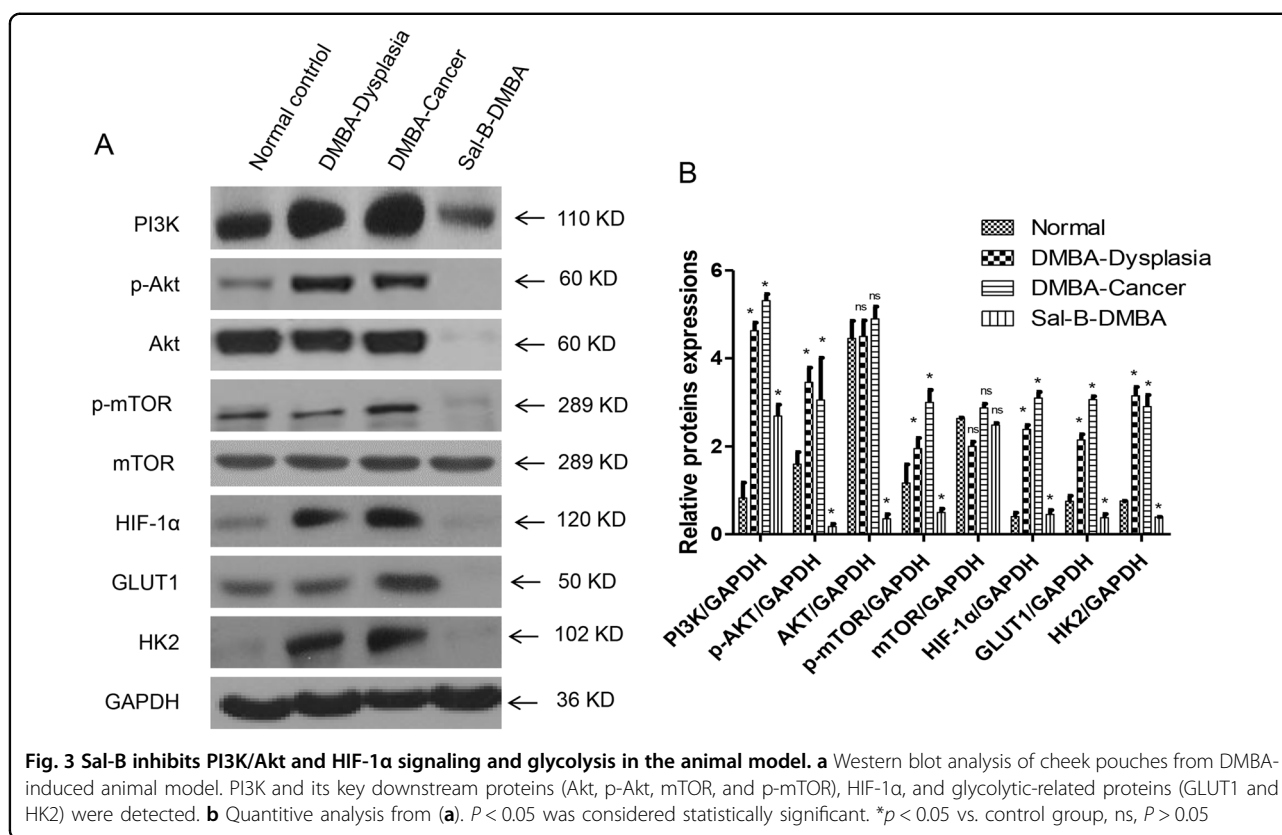 A
Normal contrlol
DMBA-Dysplasia
DMBA-Cancer
Sal-B-DMBA
PI3K
110 KD
p-Akt
60 KD
Akt
60 KD
p-mTOR
289 KD
mTOR
289 KD
HIF-1α
120 KD
GLUT1
50 KD
HK2
102 KD
GAPDH
36 KD
B
Normal
DMBA-Dysplasia
DMBA-Cancer
Sal-B-DMBA
Relative proteins expressions
6
4
2
0
* * *
* * *
ns ns *
* * *
ns ns ns
* * *
* * *
* * *
PI3K/GAPDH
p-AKT/GAPDH
AKT/GAPDH
p-mTOR/GAPDH
mTOR/GAPDH
HIF-1α/GAPDH
GLUT1/GAPDH
HK2/GAPDH
Fig. 3 Sal-B inhibits PI3K/Akt and HIF-1α signaling and glycolysis in the animal model. a Western blot analysis of cheek pouches from DMBA-
induced animal model. PI3K and its key downstream proteins (Akt, p-Akt, mTOR, and p-mTOR), HIF-1α, and glycolytic-related proteins (GLUT1 and
HK2) were detected. b Quantitive analysis from (a). P < 0.05 was considered statistically significant. *p < 0.05 vs. control group, ns, P > 0.05